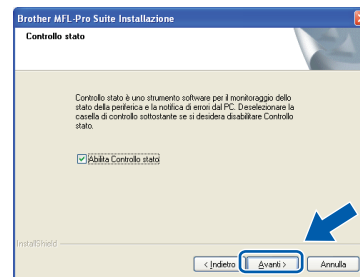 Brother MFL-Pro Suite Installazione
Controllo stato
Controllo stato è uno strumento software per il monitoraggio dello
stato della periferica e la notifica di errori dal PC. Deselezionare la
casella di controllo sottostante se si desidera disabilitare Controllo
stato.
Abilita Controllo stato
InstallShield
< Indietro Avanti > Annulla